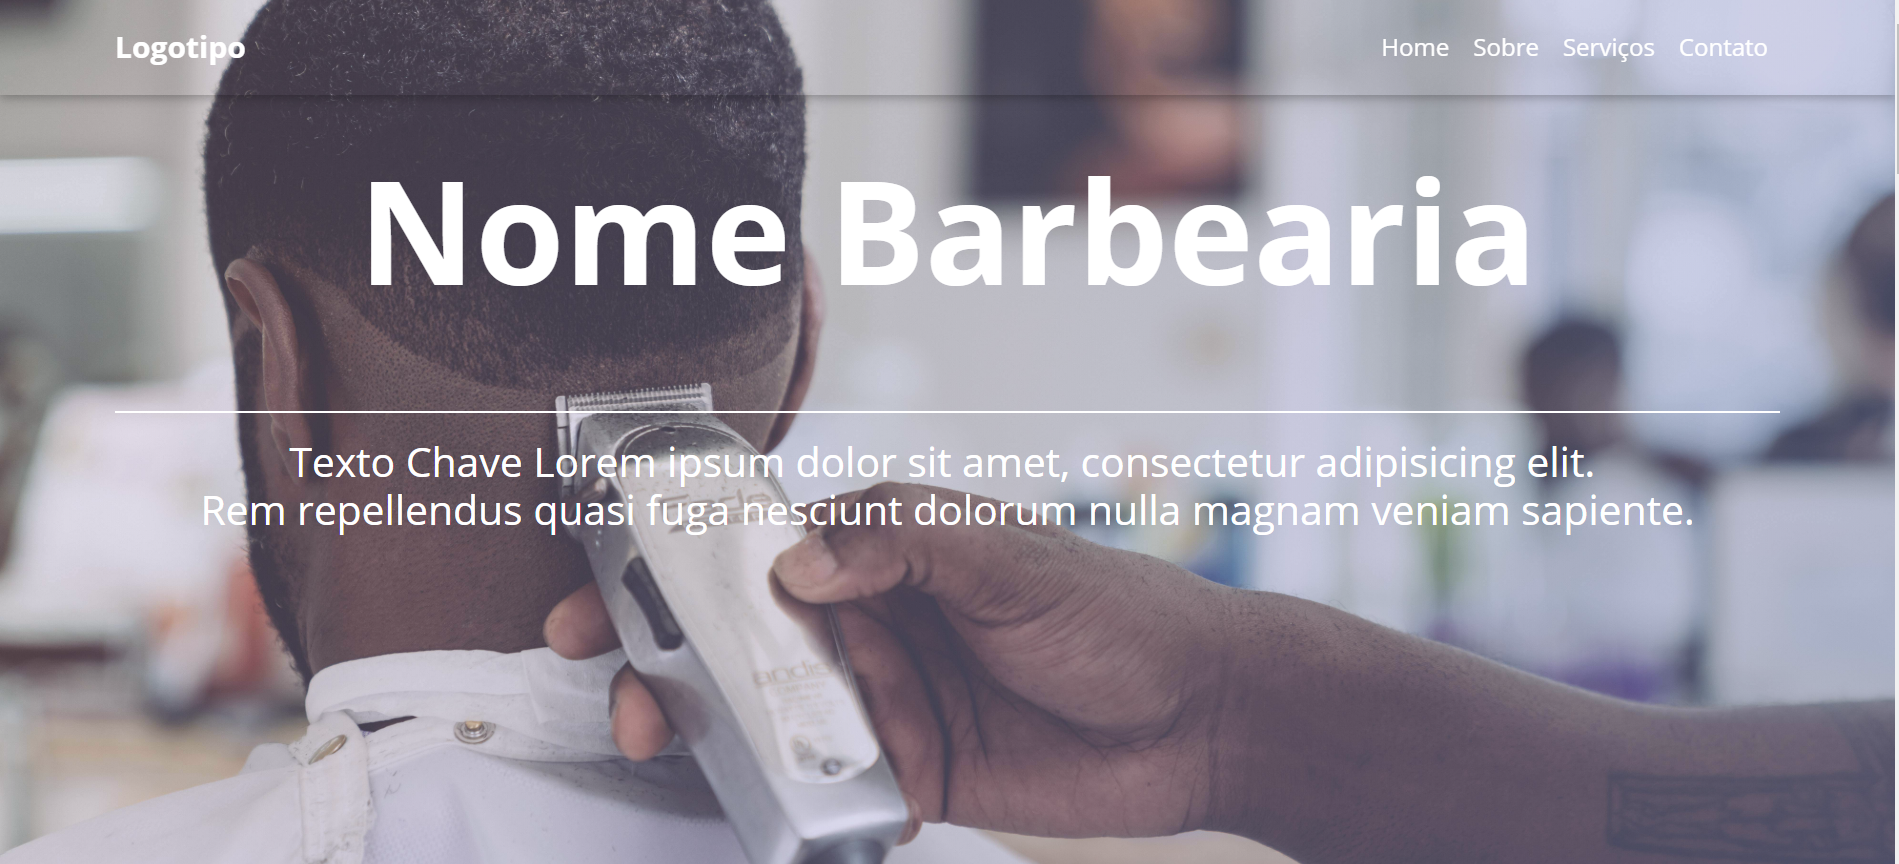 Logotipo
Home Sobre Serviços Contato
Nome Barbearia
Texto Chave Lorem ipsum dolor sit amet, consectetur adipisicing elit.
Rem repellendus quasi fuga nesciunt dolorum nulla magnam veniam sapiente.
andis